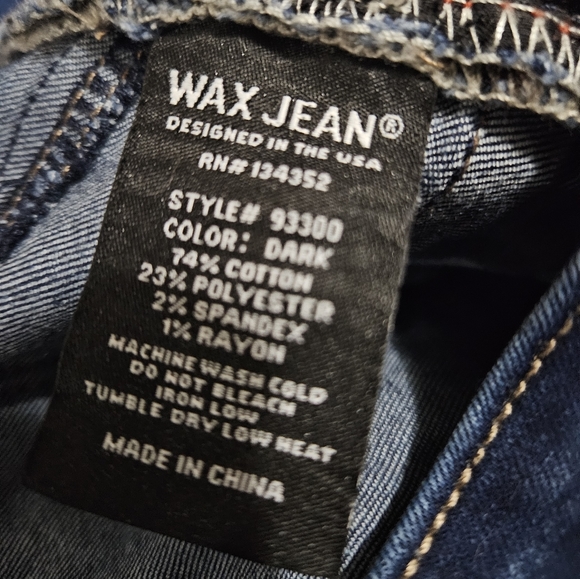 WAX JEAN®
DESIGNED IN THE USA
RN# 134352
STYLE# 93300
COLOR: DARK
74% COTTON
23% POLYESTER
2% SPANDEX
1% RAYON
MACHINE WASH COLD
DO NOT BLEACH
IRON LOW
TUMBLE DRY LOW HEAT
MADE IN CHINA